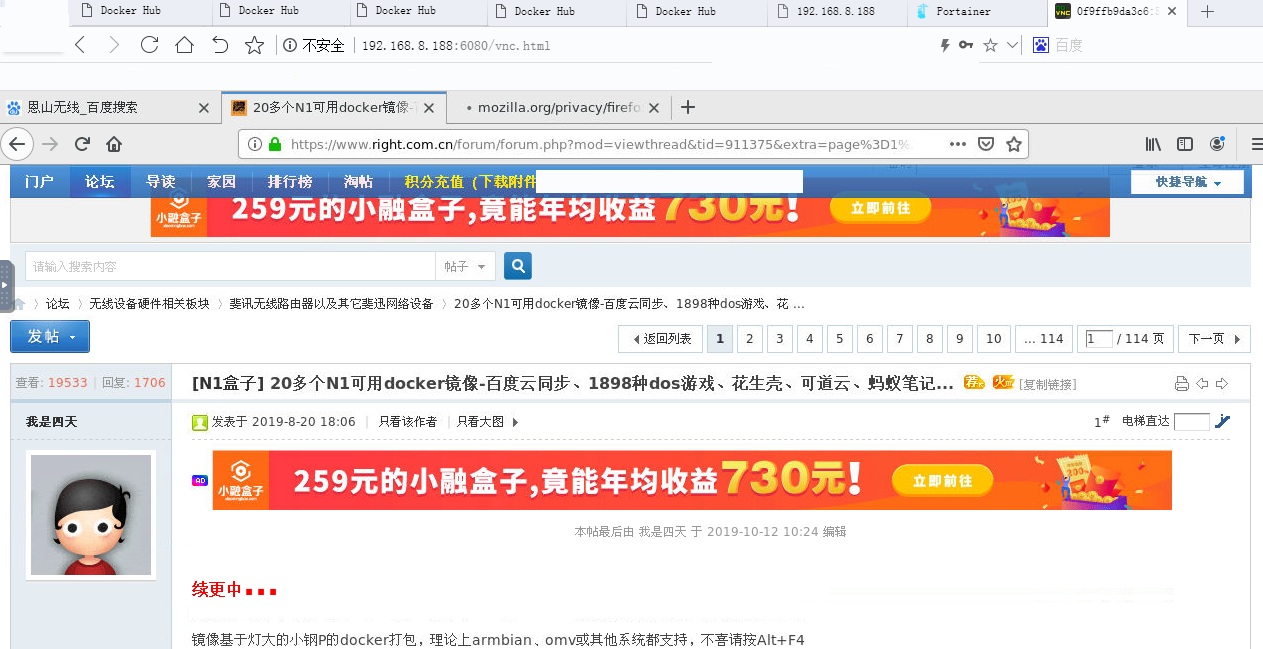 Docker Hub Docker Hub Docker Hub Docker Hub Docker Hub 192.168.8.188 Portainer 0f9ffb9da3c6:
不安全 192.168.8.188:6080/vnc.html 百度
恩山无线_百度搜索 20多个N1可用docker镜像- mozilla.org/privacy/firefo
https://www.right.com.cn/forum/forum.php?mod=viewthread&tid=911375&extra=page%3D1%
门户 论坛 导读 家园 排行榜 淘帖 积分充值（下载附件 快捷导航
小融盒子 259元的小融盒子,竟能年均收益730元! 立即前往
请输入搜索内容 帖子
论坛 〉 无线设备硬件相关板块 〉 斐讯无线路由器以及其它斐迅网络设备 〉 20多个N1可用docker镜像-百度云同步、1898种dos游戏、花 ...
发帖 返回列表 1 2 3 4 5 6 7 8 9 10 ... 114 1 / 114 页 下一页
查看: 19533 | 回复: 1706 [N1盒子] 20多个N1可用docker镜像-百度云同步、1898种dos游戏、花生壳、可道云、蚂蚁笔记... 荐 火 [复制链接]
我是四天 发表于 2019-8-20 18:06 | 只看该作者 | 只看大图 1# 电梯直达
AD 小融盒子 259元的小融盒子,竟能年均收益730元! 立即前往
本帖最后由 我是四天 于 2019-10-12 10:24 编辑
续更中...
镜像基于灯大的小钢P的docker打包，理论上armbian、omv或其他系统都支持，不喜请按Alt+F4